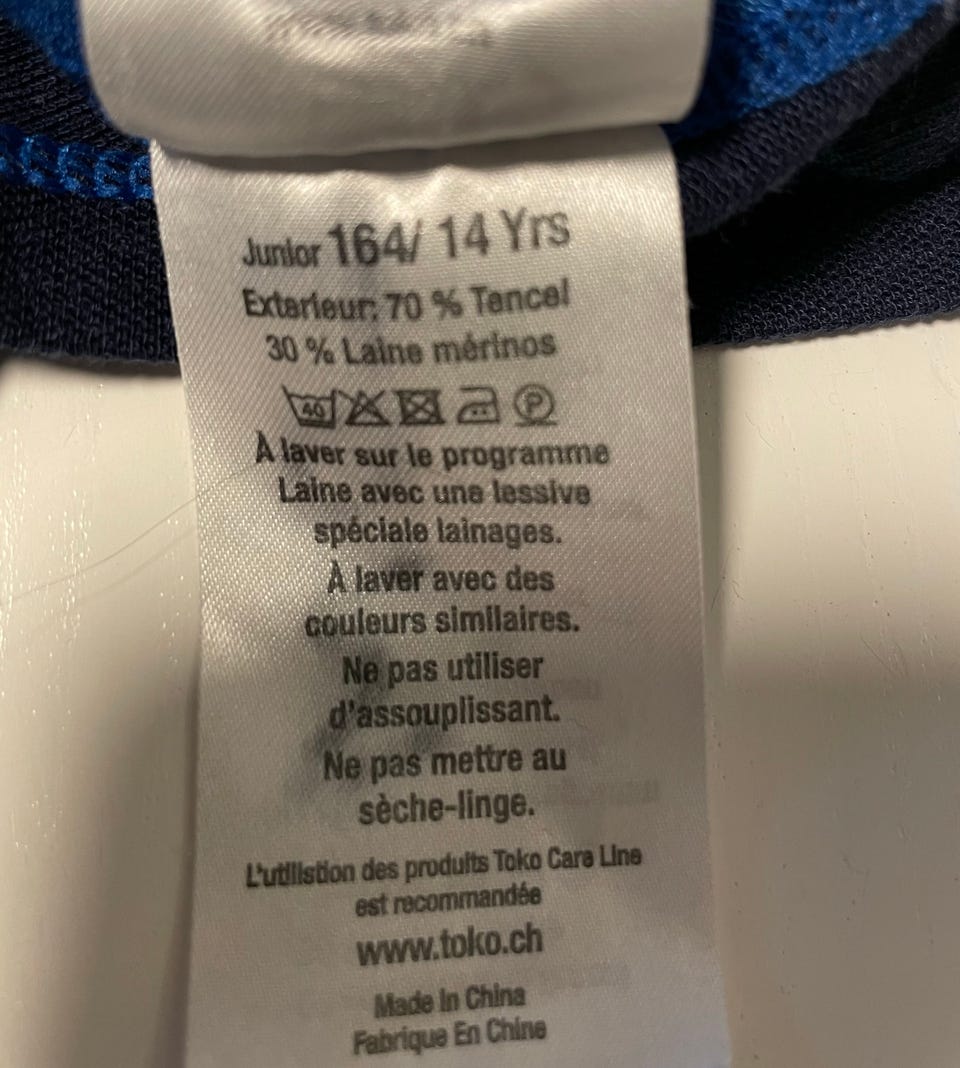 Junior 164/ 14 Yrs
Exterieur: 70 % Tencel
30 % Laine mérinos
40 P
À laver sur le programme
Laine avec une lessive
spéciale lainages.
À laver avec des
couleurs similaires.
Ne pas utiliser
d'assouplissant.
Ne pas mettre au
sèche-linge.
L'utilistion des produits Toko Care Line
est recommandée
www.toko.ch
Made In China
Fabrique En Chine